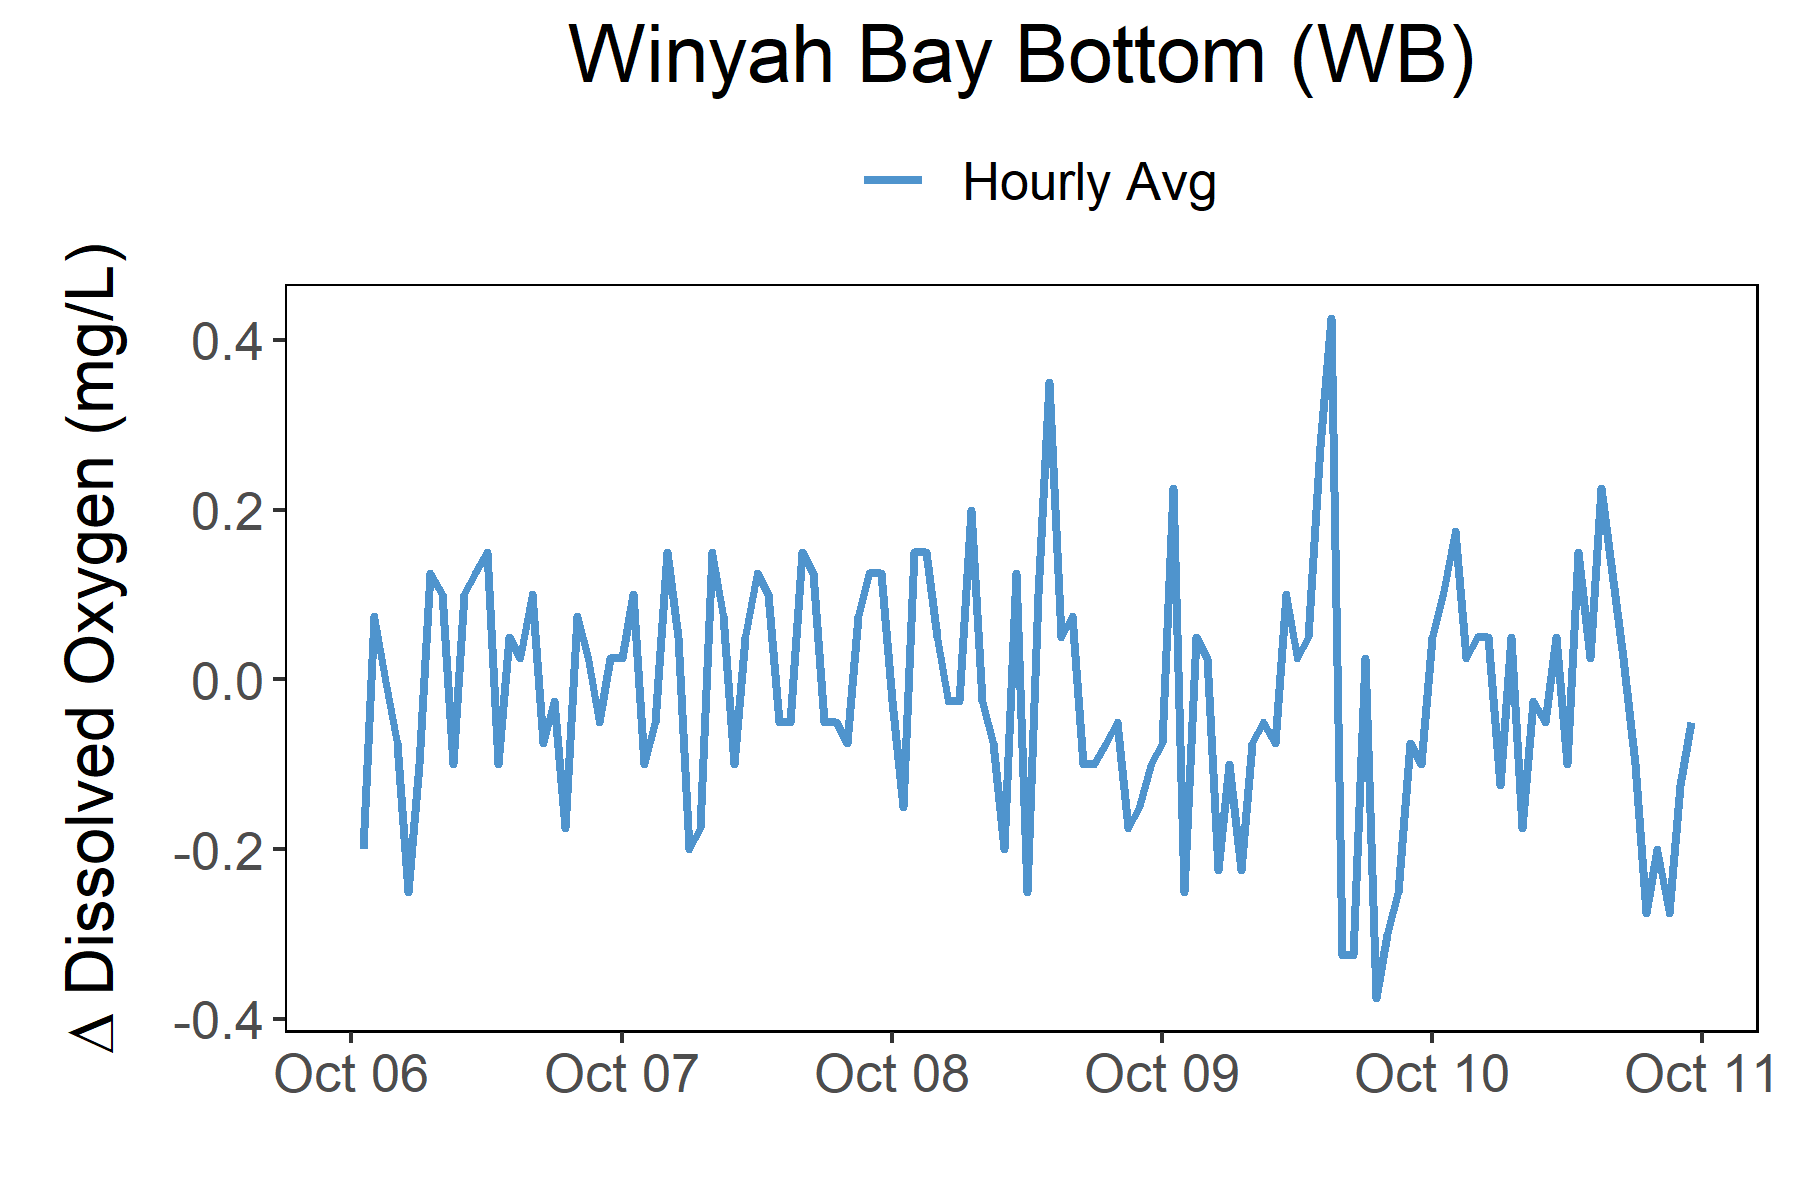 Winyah Bay Bottom (WB)
Hourly Avg
Δ Dissolved Oxygen (mg/L)
0.4
0.2
0.0
-0.2
-0.4
Oct 06 Oct 07 Oct 08 Oct 09 Oct 10 Oct 11